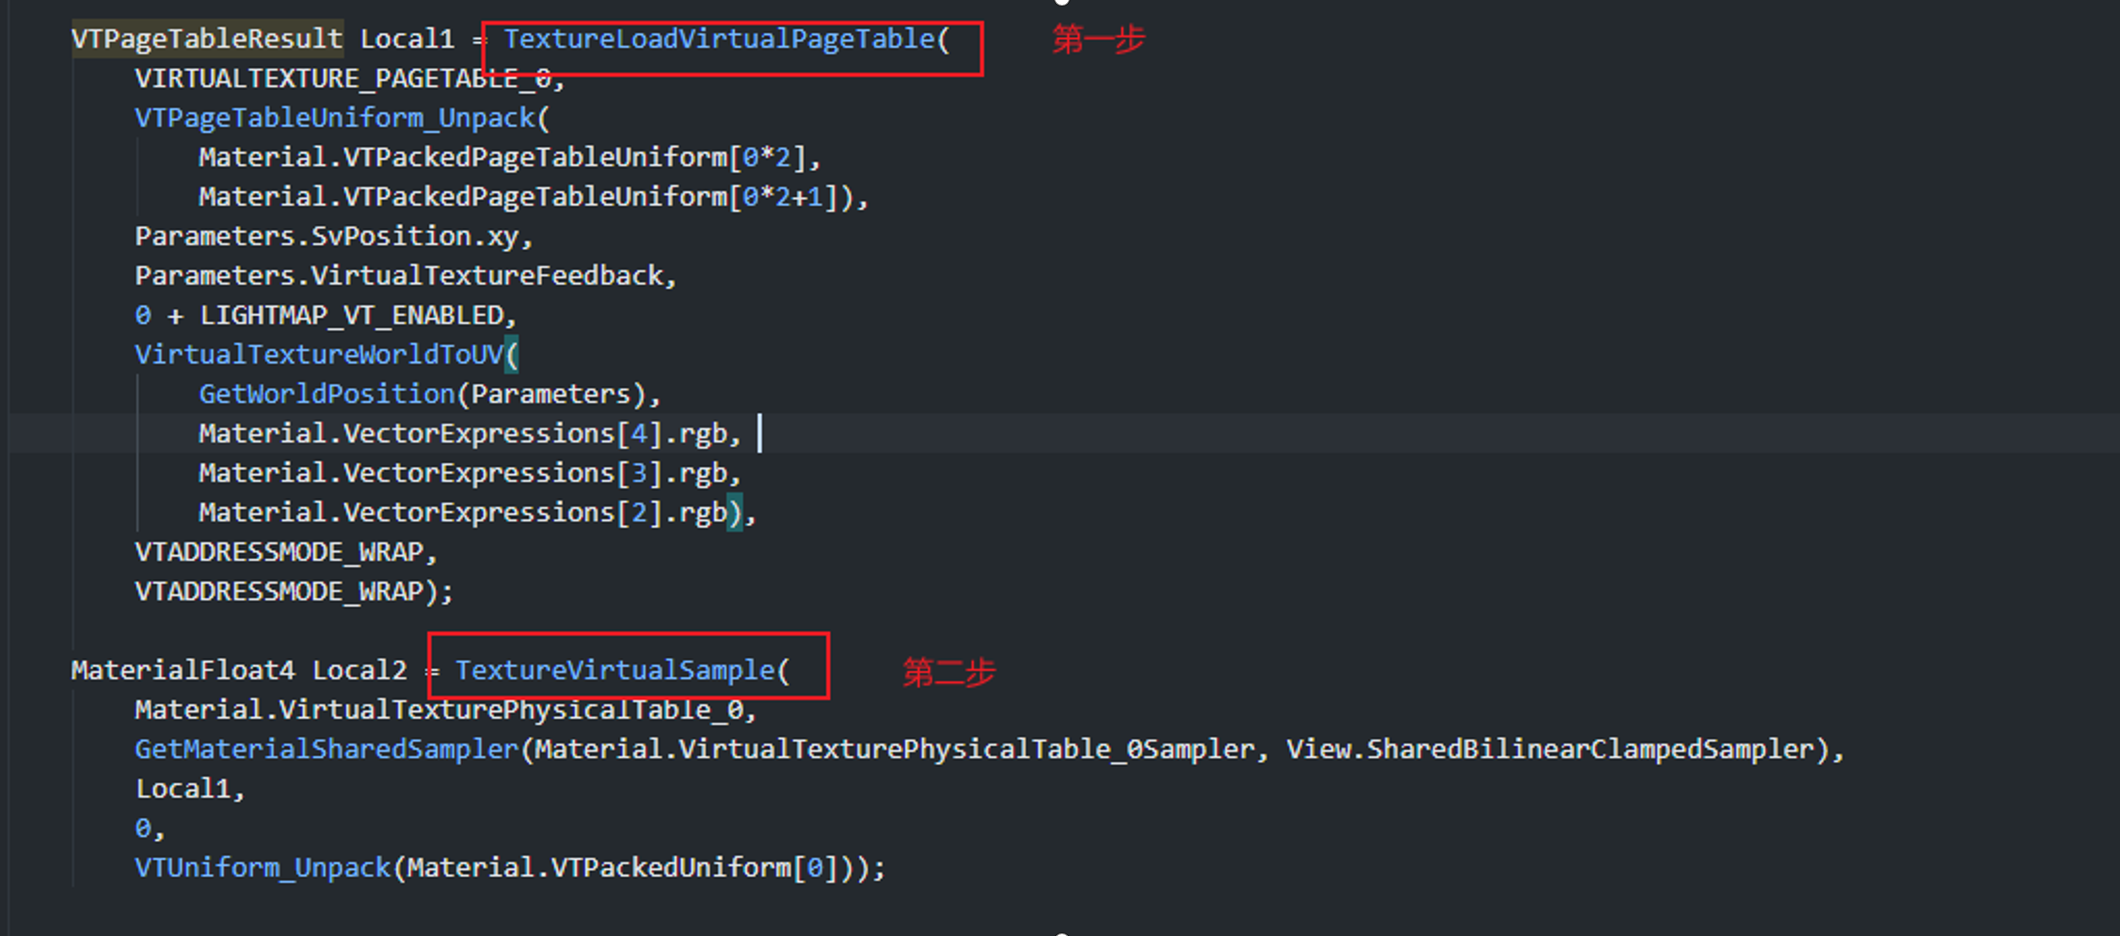 VTPageTableResult Local1 = TextureLoadVirtualPageTable( 第一步
VIRTUALTEXTURE_PAGETABLE_0,
VTPageTableUniform_Unpack(
Material.VTPackedPageTableUniform[0*2],
Material.VTPackedPageTableUniform[0*2+1]),
Parameters.SvPosition.xy,
Parameters.VirtualTextureFeedback,
0 + LIGHTMAP_VT_ENABLED,
VirtualTextureWorldToUV(
GetWorldPosition(Parameters),
Material.VectorExpressions[4].rgb,
Material.VectorExpressions[3].rgb,
Material.VectorExpressions[2].rgb),
VTADDRESSMODE_WRAP,
VTADDRESSMODE_WRAP);
MaterialFloat4 Local2 = TextureVirtualSample( 第二步
Material.VirtualTexturePhysicalTable_0,
GetMaterialSharedSampler(Material.VirtualTexturePhysicalTable_0Sampler, View.SharedBilinearClampedSampler),
Local1,
0,
VTUniform_Unpack(Material.VTPackedUniform[0]));